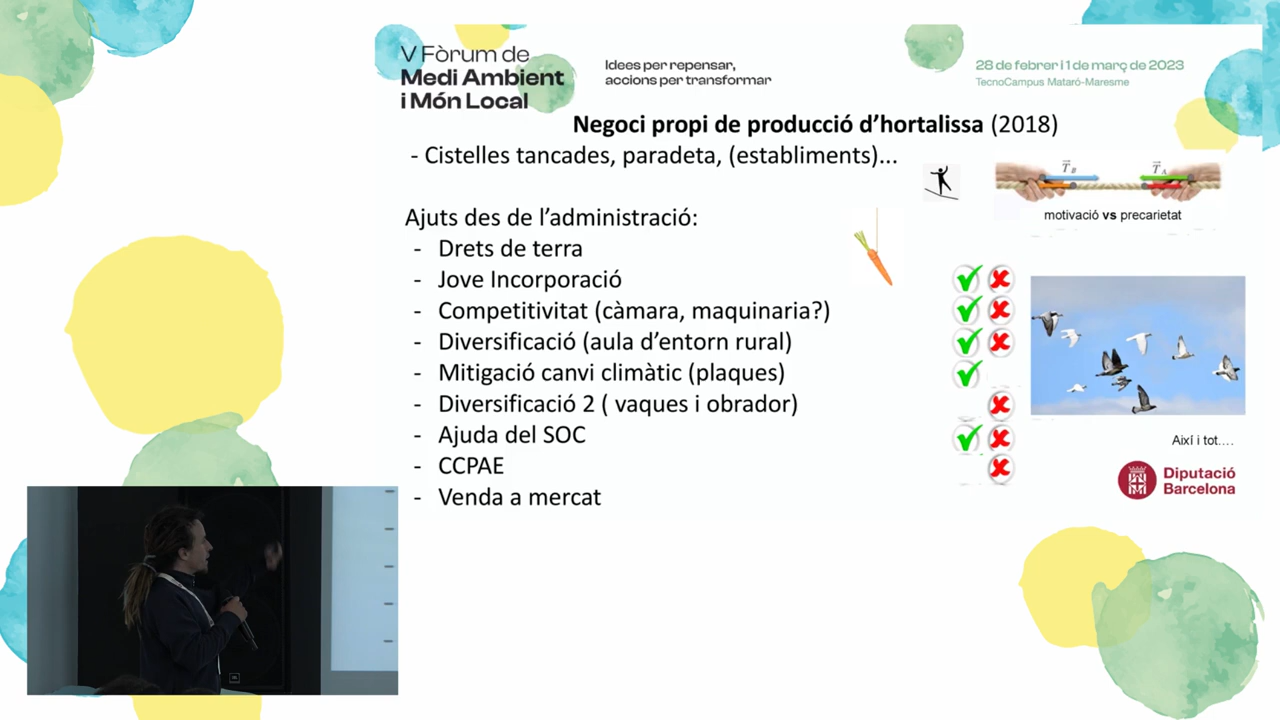 V Fòrum de
Medi Ambient
i Món Local
Idees per repensar,
accions per transformar
28 de febrer i 1 de març de 2023
TecnoCampus Mataró-Maresme
Negoci propi de producció d’hortalissa (2018)
- Cistelles tancades, paradeta, (establiments)...
T B
T A
motivació vs precarietat
Ajuts des de l’administració:
- Drets de terra
- Jove Incorporació
- Competitivitat (càmara, maquinaria?)
- Diversificació (aula d’entorn rural)
- Mitigació canvi climàtic (plaques)
- Diversificació 2 ( vaques i obrador)
- Ajuda del SOC
- CCPAE
- Venda a mercat
Així i tot....
Diputació
Barcelona